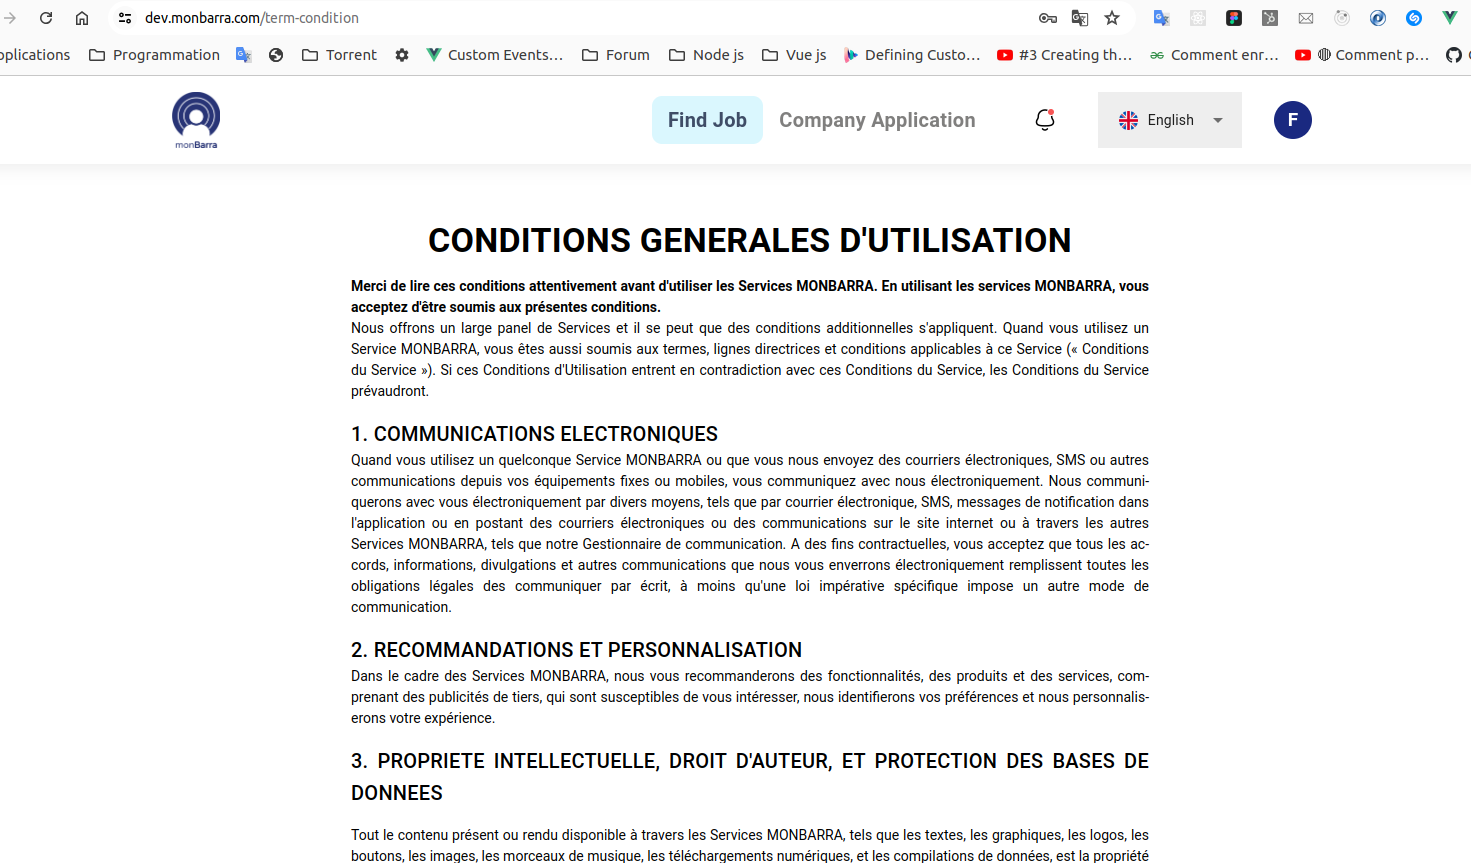 dev.monbarra.com/term-condition
plications Programmation Torrent Custom Events… Forum Node js Vue js Defining Custo… #3 Creating th… Comment enr… Comment p…
monBarra
Find Job Company Application English F
CONDITIONS GENERALES D'UTILISATION
Merci de lire ces conditions attentivement avant d'utiliser les Services MONBARRA. En utilisant les services MONBARRA, vous
acceptez d'être soumis aux présentes conditions.
Nous offrons un large panel de Services et il se peut que des conditions additionnelles s'appliquent. Quand vous utilisez un
Service MONBARRA, vous êtes aussi soumis aux termes, lignes directrices et conditions applicables à ce Service (« Conditions
du Service »). Si ces Conditions d'Utilisation entrent en contradiction avec ces Conditions du Service, les Conditions du Service
prévaudront.
1. COMMUNICATIONS ELECTRONIQUES
Quand vous utilisez un quelconque Service MONBARRA ou que vous nous envoyez des courriers électroniques, SMS ou autres
communications depuis vos équipements fixes ou mobiles, vous communiquez avec nous électroniquement. Nous communi-
querons avec vous électroniquement par divers moyens, tels que par courrier électronique, SMS, messages de notification dans
l'application ou en postant des courriers électroniques ou des communications sur le site internet ou à travers les autres
Services MONBARRA, tels que notre Gestionnaire de communication. A des fins contractuelles, vous acceptez que tous les ac-
cords, informations, divulgations et autres communications que nous vous enverrons électroniquement remplissent toutes les
obligations légales des communiquer par écrit, à moins qu'une loi impérative spécifique impose un autre mode de
communication.
2. RECOMMANDATIONS ET PERSONNALISATION
Dans le cadre des Services MONBARRA, nous vous recommanderons des fonctionnalités, des produits et des services, com-
prenant des publicités de tiers, qui sont susceptibles de vous intéresser, nous identifierons vos préférences et nous personnalis-
erons votre expérience.
3. PROPRIETE INTELLECTUELLE, DROIT D'AUTEUR, ET PROTECTION DES BASES DE
DONNEES
Tout le contenu présent ou rendu disponible à travers les Services MONBARRA, tels que les textes, les graphiques, les logos, les
boutons, les images, les morceaux de musique, les téléchargements numériques, et les compilations de données, est la propriété